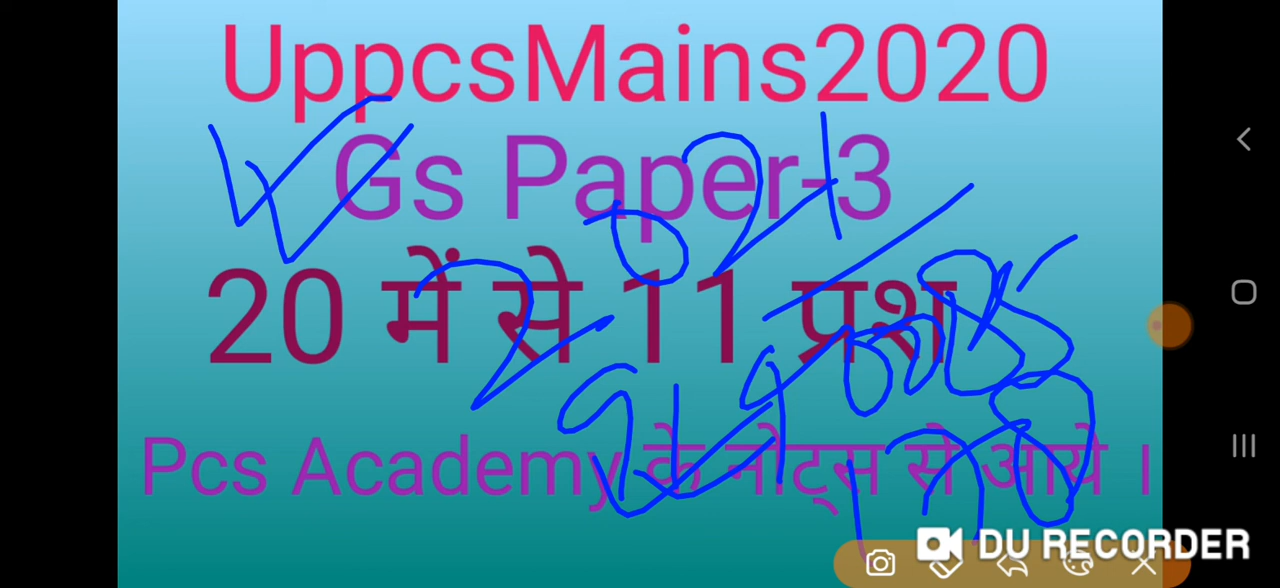 UppcsMains2020
Gs Paper-3
20 में से 11 प्रश्न
Pcs Academy के नोट्स से आये ।
DU RECORDER